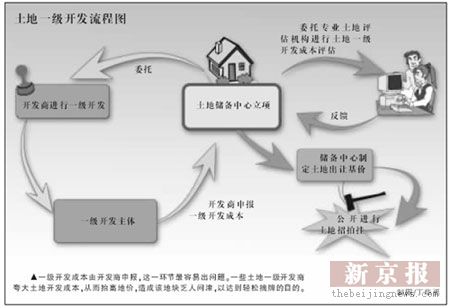 土地一级开发流程图
委托专业土地评
估机构进行土地一级
开发成本评估
委托
开发商进行一级开发
土地储备中心立项
反馈
储备中心制
定土地出让基价
开发商申报
一级开发成本
一级开发主体
公开进行
土地招拍挂
▲一级开发成本由开发商申报,这一环节最容易出问题。一些土地一级开发商
夸大土地开发成本,从而抬高地价,造成该地块乏人问津,以达到轻松摘牌的目的。
新京报
制图/
www.thebeijingnews.com